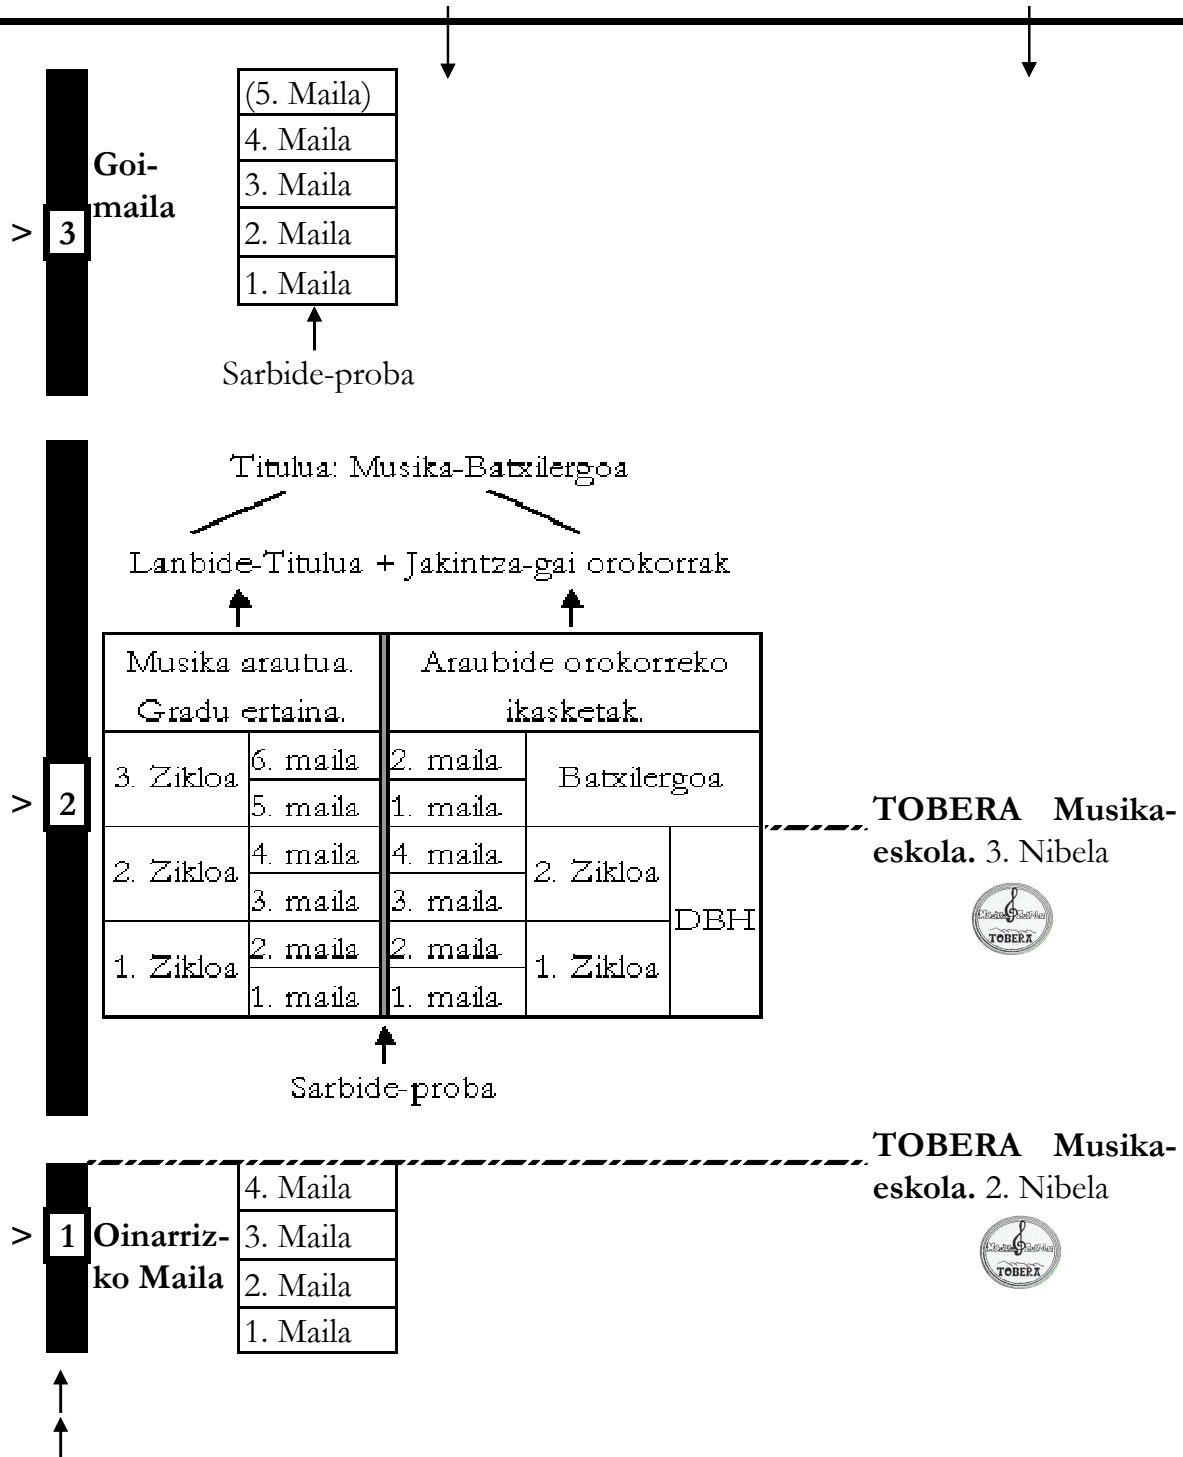 (5. Maila)
4. Maila
Goi-
3. Maila
maila
> 3
2. Maila
1. Maila
Sarbide-proba
Titulua: Musika-Batxilergoa
Lanbide-Titulua + Jakintza-gai orokorrak
Musika arautua. Araubide orokorreko
Gradu ertaina. ikasketak.
3. Zikloa 6. maila 2. maila Batxilergoa
5. maila 1. maila
> 2
TOBERA Musika-
eskola. 3. Nibela
2. Zikloa 4. maila 4. maila 2. Zikloa
3. maila 3. maila
DBH
TOBERA
1. Zikloa 2. maila 2. maila 1. Zikloa
1. maila 1. maila
Sarbide-proba
TOBERA Musika-
eskola. 2. Nibela
4. Maila
> 1 Oinarriz-
3. Maila
ko Maila
2. Maila
1. Maila
TOBERA